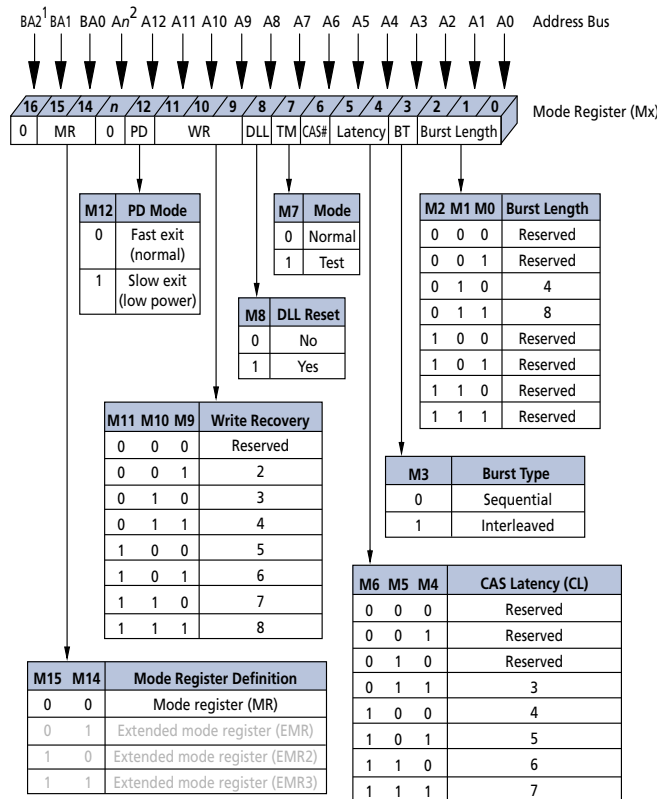 BA2¹ BA1 BA0 An² A12 A11 A10 A9 A8 A7 A6 A5 A4 A3 A2 A1 A0 Address Bus
16 15 14 n 12 11 10 9 8 7 6 5 4 3 2 1 0 Mode Register (Mx)
0 MR 0 PD WR DLL TM CAS# Latency BT Burst Length
M12 PD Mode
0 Fast exit
(normal)
1 Slow exit
(low power)
M7 Mode
0 Normal
1 Test
M2 M1 M0 Burst Length
0 0 0 Reserved
0 0 1 Reserved
0 1 0 4
0 1 1 8
1 0 0 Reserved
1 0 1 Reserved
1 1 0 Reserved
1 1 1 Reserved
M8 DLL Reset
0 No
1 Yes
M11 M10 M9 Write Recovery
0 0 0 Reserved
0 0 1 2
0 1 0 3
0 1 1 4
1 0 0 5
1 0 1 6
1 1 0 7
1 1 1 8
M3 Burst Type
0 Sequential
1 Interleaved
M6 M5 M4 CAS Latency (CL)
0 0 0 Reserved
0 0 1 Reserved
0 1 0 Reserved
0 1 1 3
1 0 0 4
1 0 1 5
1 1 0 6
1 1 1 7
M15 M14 Mode Register Definition
0 0 Mode register (MR)
0 1 Extended mode register (EMR)
1 0 Extended mode register (EMR2)
1 1 Extended mode register (EMR3)